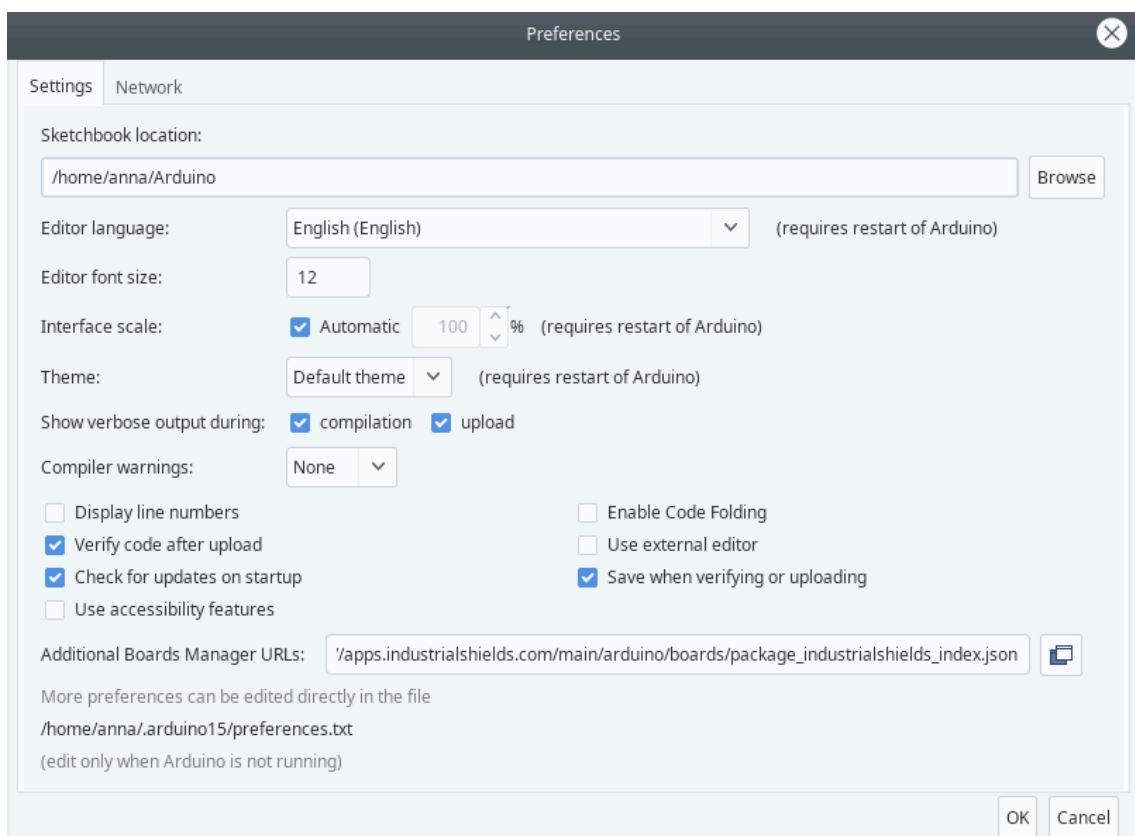 Preferences
Settings Network
Sketchbook location:
/home/anna/Arduino Browse
Editor language: English (English) (requires restart of Arduino)
Editor font size: 12
Interface scale: Automatic 100 % (requires restart of Arduino)
Theme: Default theme (requires restart of Arduino)
Show verbose output during: compilation upload
Compiler warnings: None
Display line numbers Enable Code Folding
Verify code after upload Use external editor
Check for updates on startup Save when verifying or uploading
Use accessibility features
Additional Boards Manager URLs: '/apps.industrialshields.com/main/arduino/boards/package_industrialshields_index.json
More preferences can be edited directly in the file
/home/anna/.arduino15/preferences.txt
(edit only when Arduino is not running)
OK Cancel